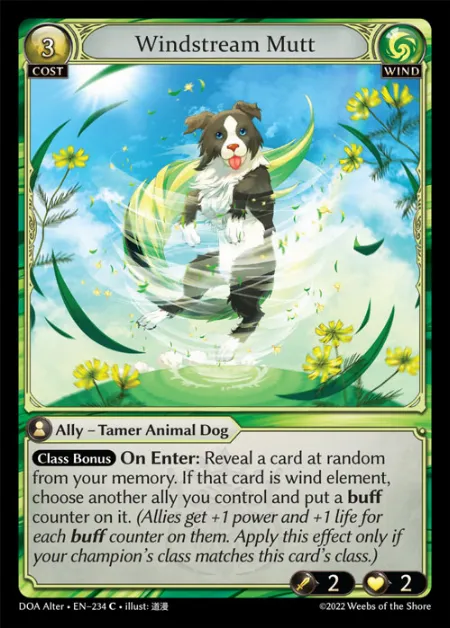 3
Windstream Mutt
COST
WIND
Ally – Tamer Animal Dog
Class Bonus On Enter: Reveal a card at random
from your memory. If that card is wind element,
choose another ally you control and put a buff
counter on it. (Allies get +1 power and +1 life for
each buff counter on them. Apply this effect only if
your champion's class matches this card's class.)
2
2
DOA Alter • EN–234 C • illust: 道漫
©2022 Weebs of the Shore